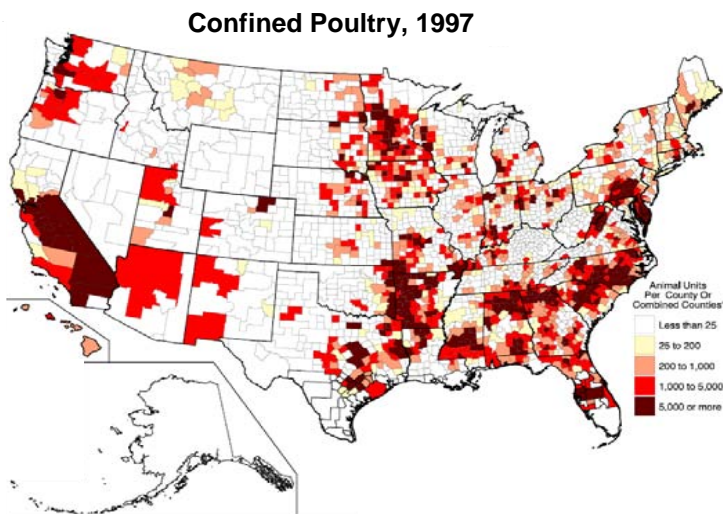 Confined Poultry, 1997
Animal Units
Per County Or
Combined Counties
Less than 25
25 to 200
200 to 1,000
1,000 to 5,000
5,000 or more